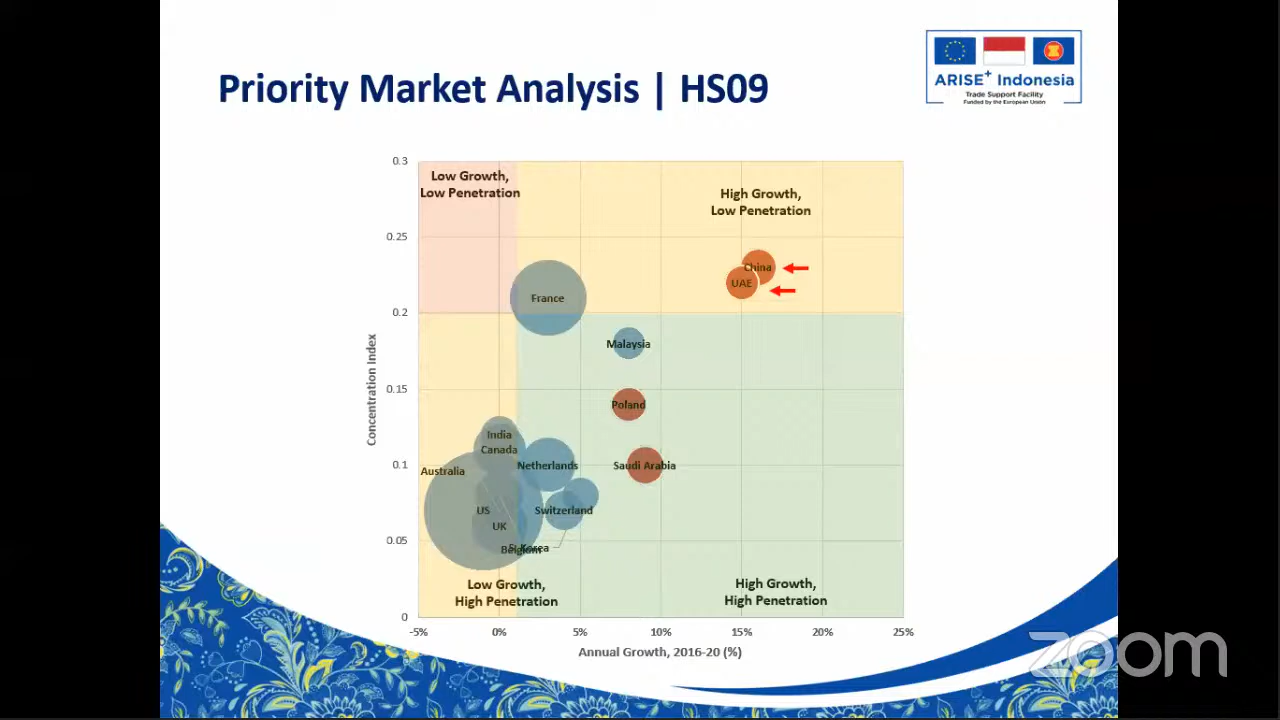 Priority Market Analysis | HS09
ARISE+ Indonesia
Trade Support Facility
Funded by the European Union
0.3
0.25
0.2
0.15
0.1
0.05
0
Concentration Index
Low Growth,
Low Penetration
High Growth,
Low Penetration
China
UAE
France
Malaysia
Poland
India
Canada
Australia
Netherlands
Saudi Arabia
US
Switzerland
UK
Belgium
S. Korea
Low Growth,
High Penetration
High Growth,
High Penetration
-5%
0%
5%
10%
15%
20%
25%
Annual Growth, 2016-20 (%)
zoom